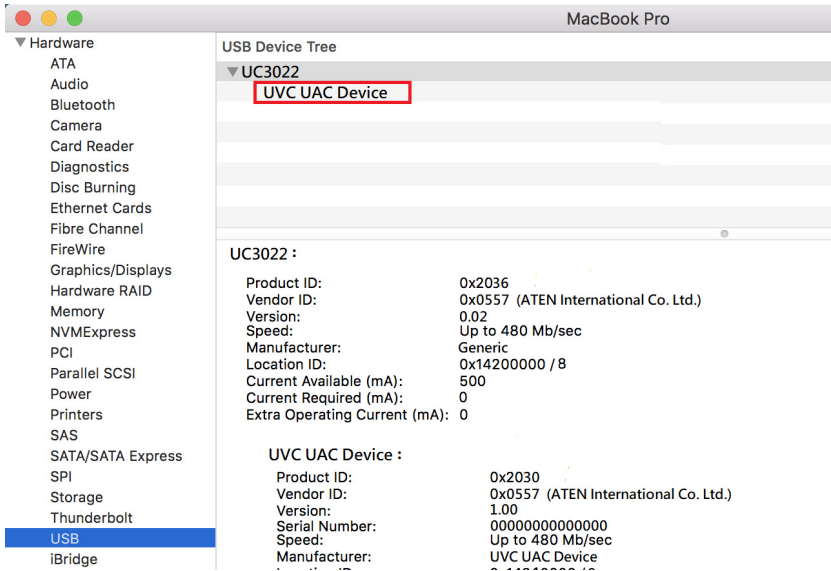 MacBook Pro
Hardware
ATA
Audio
Bluetooth
Camera
Card Reader
Diagnostics
Disc Burning
Ethernet Cards
Fibre Channel
FireWire
Graphics/Displays
Hardware RAID
Memory
NVMExpress
PCI
Parallel SCSI
Power
Printers
SAS
SATA/SATA Express
SPI
Storage
Thunderbolt
USB
iBridge
USB Device Tree
UC3022
UVC UAC Device
UC3022 :
Product ID: 0x2036
Vendor ID: 0x0557 (ATEN International Co. Ltd.)
Version: 0.02
Speed: Up to 480 Mb/sec
Manufacturer: Generic
Location ID: 0x14200000 / 8
Current Available (mA): 500
Current Required (mA): 0
Extra Operating Current (mA): 0
UVC UAC Device :
Product ID: 0x2030
Vendor ID: 0x0557 (ATEN International Co. Ltd.)
Version: 1.00
Serial Number: 00000000000000
Speed: Up to 480 Mb/sec
Manufacturer: UVC UAC Device